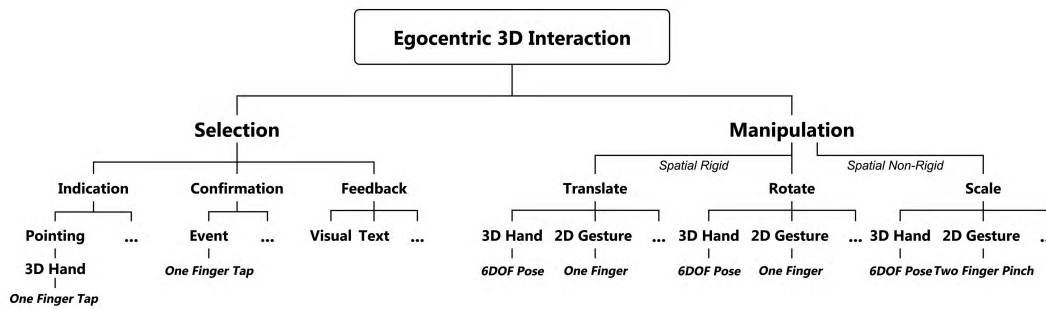 Egocentric 3D Interaction
Selection Manipulation
Spatial Rigid Spatial Non-Rigid
Indication Confirmation Feedback Translate Rotate Scale
Pointing ... Event ... Visual Text ... 3D Hand 2D Gesture ... 3D Hand 2D Gesture ... 3D Hand 2D Gesture ..
3D Hand One Finger Tap 6DOF Pose One Finger 6DOF Pose One Finger 6DOF Pose Two Finger Pinch
One Finger Tap